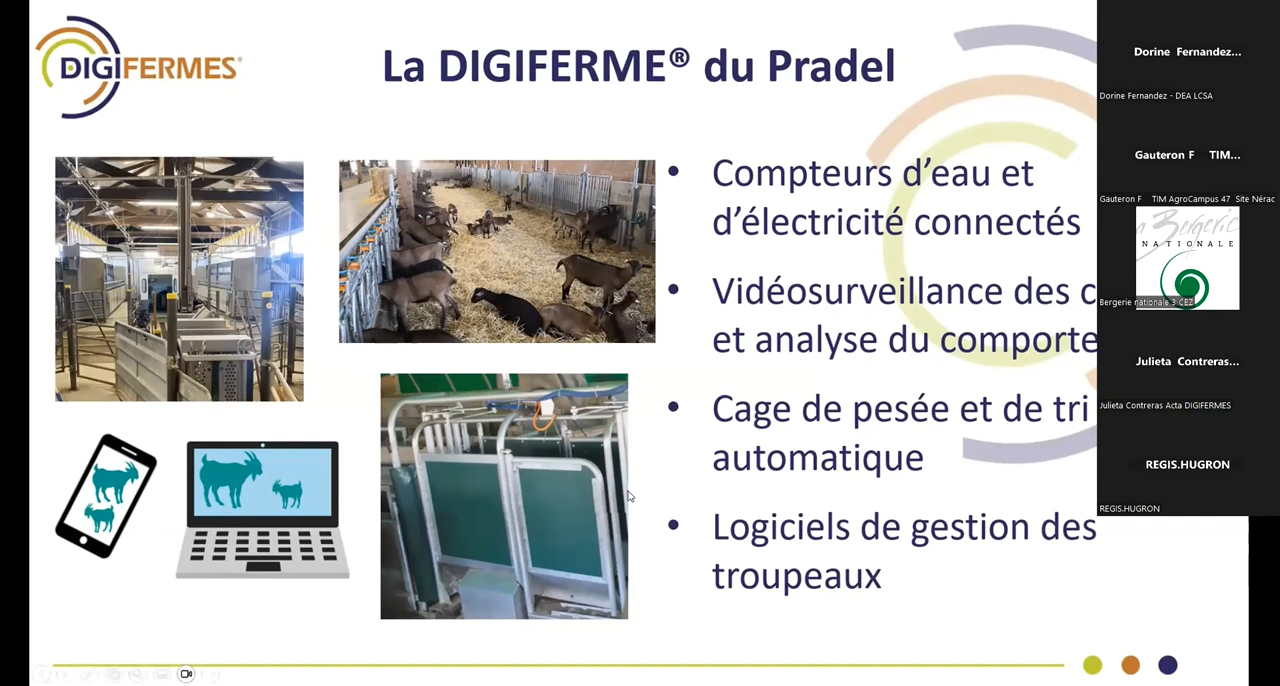 DIGIFERMES®
La DIGIFERME® du Pradel
Compteurs d'eau et
d'électricité connectés
Vidéosurveillance des c
et analyse du comporte
Cage de pesée et de tri
automatique
Logiciels de gestion des
troupeaux
Dorine Fernandez...
Dorine Fernandez - DEA LCSA
Gauteron F TIM...
Gauteron F TIM AgroCampus 47 Site Nérac
Bergerie
NATIONALE
Bergerie nationale 3 CEZ
Julieta Contreras...
Julieta Contreras Acta DIGIFERMES
REGIS.HUGRON
REGIS.HUGRON